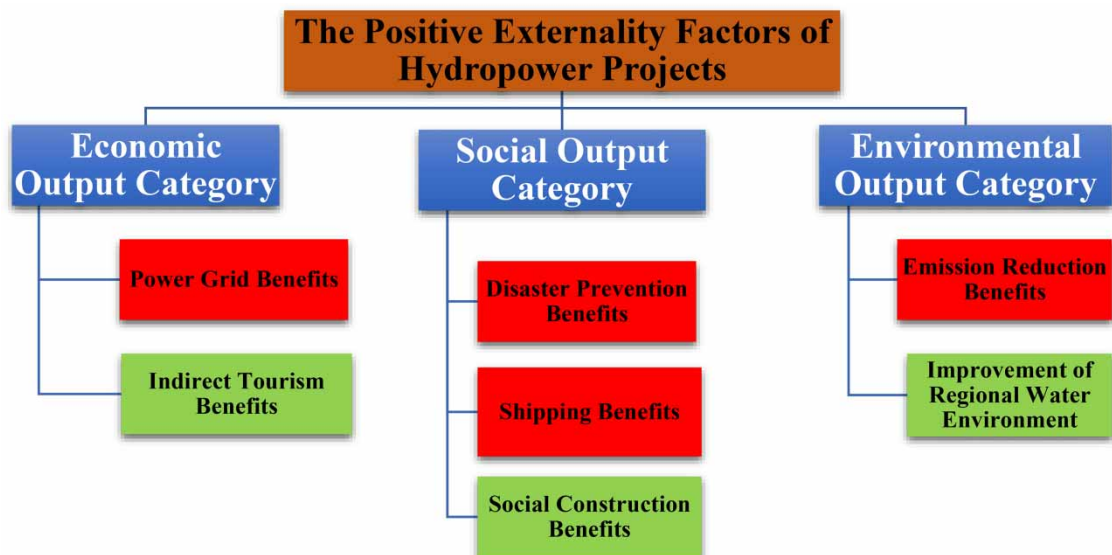 The Positive Externality Factors of
Hydropower Projects
Economic
Output Category
Power Grid Benefits
Indirect Tourism
Benefits
Social Output
Category
Disaster Prevention
Benefits
Shipping Benefits
Social Construction
Benefits
Environmental
Output Category
Emission Reduction
Benefits
Improvement of
Regional Water
Environment